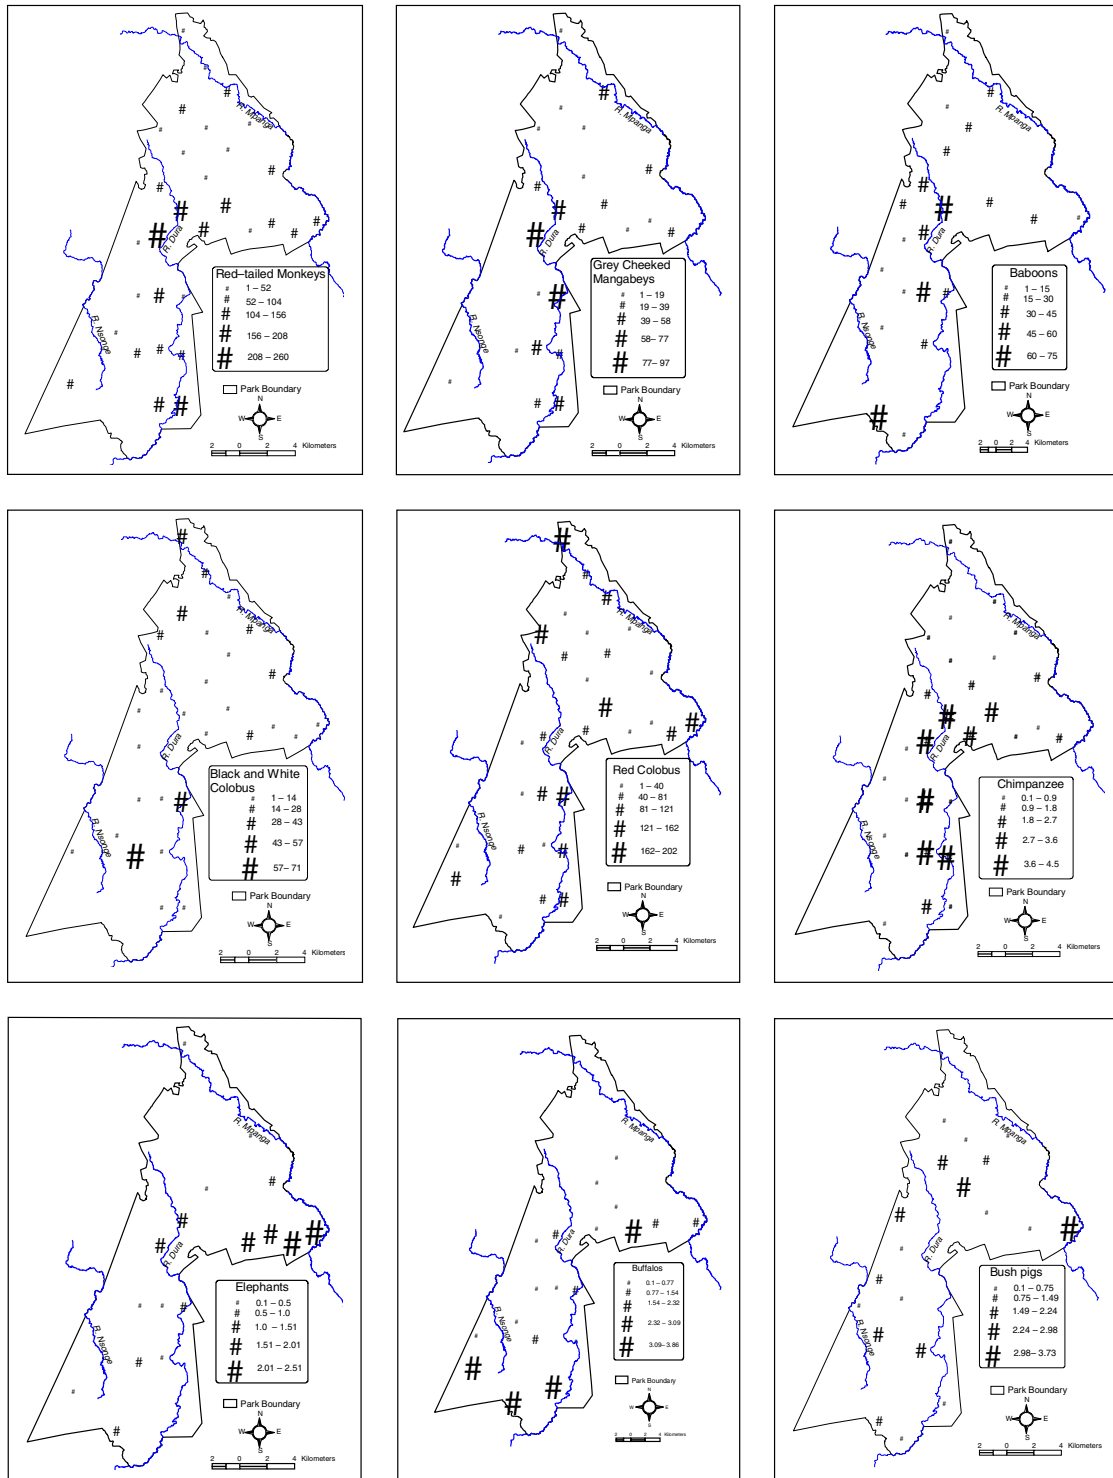 R. Mpanga
R. Dura
R. Nsonge
Red–tailed Monkeys
# 1 – 52
# 52 – 104
# 104 – 156
# 156 – 208
# 208 – 260
Park Boundary
N
W E
S
2 0 2 4 Kilometers
R. Mpanga
R. Dura
R. Nsonge
Grey Cheeked
Mangabeys
# 1 – 19
# 19 – 39
# 39 – 58
# 58 – 77
# 77 – 97
Park Boundary
N
W E
S
2 0 2 4 Kilometers
R. Mpanga
R. Dura
R. Nsonge
Baboons
# 1 – 15
# 15 – 30
# 30 – 45
# 45 – 60
# 60 – 75
Park Boundary
N
W E
S
2 0 2 4 Kilometers
R. Mpanga
R. Dura
R. Nsonge
Black and White
Colobus
# 1 – 14
# 14 – 28
# 28 – 43
# 43 – 57
# 57 – 71
Park Boundary
N
W E
S
2 0 2 4 Kilometers
R. Mpanga
R. Dura
R. Nsonge
Red Colobus
# 1 – 40
# 40 – 81
# 81 – 121
# 121 – 162
# 162 – 202
Park Boundary
N
W E
S
2 0 2 4 Kilometers
R. Mpanga
R. Dura
R. Nsonge
Chimpanzee
# 0.1 – 0.9
# 0.9 – 1.8
# 1.8 – 2.7
# 2.7 – 3.6
# 3.6 – 4.5
Park Boundary
N
W E
S
2 0 2 4 Kilometers
R. Mpanga
R. Dura
R. Nsonge
Elephants
# 0.1 – 0.5
# 0.5 – 1.0
# 1.0 – 1.51
# 1.51 – 2.01
# 2.01 – 2.51
Park Boundary
N
W E
S
2 0 2 4 Kilometers
R. Mpanga
R. Dura
R. Nsonge
Buffalos
# 0.1 – 0.77
# 0.77 – 1.54
# 1.54 – 2.32
# 2.32 – 3.09
# 3.09 – 3.86
Park Boundary
N
W E
S
2 0 2 4 Kilometers
R. Mpanga
R. Dura
R. Nsonge
Bush pigs
# 0.1 – 0.75
# 0.75 – 1.49
# 1.49 – 2.24
# 2.24 – 2.98
# 2.98 – 3.73
Park Boundary
N
W E
S
2 0 2 4 Kilometers